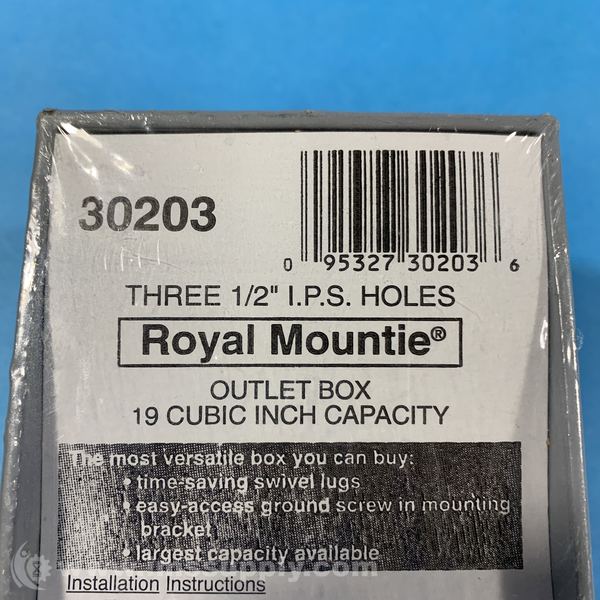 30203
0 95327 30203 6
THREE 1/2" I.P.S. HOLES
Royal Mountie®
OUTLET BOX
19 CUBIC INCH CAPACITY
The most versatile box you can buy:
• time-saving swivel lugs
• easy-access ground screw in mounting
bracket
• largest capacity available
Installation Instructions